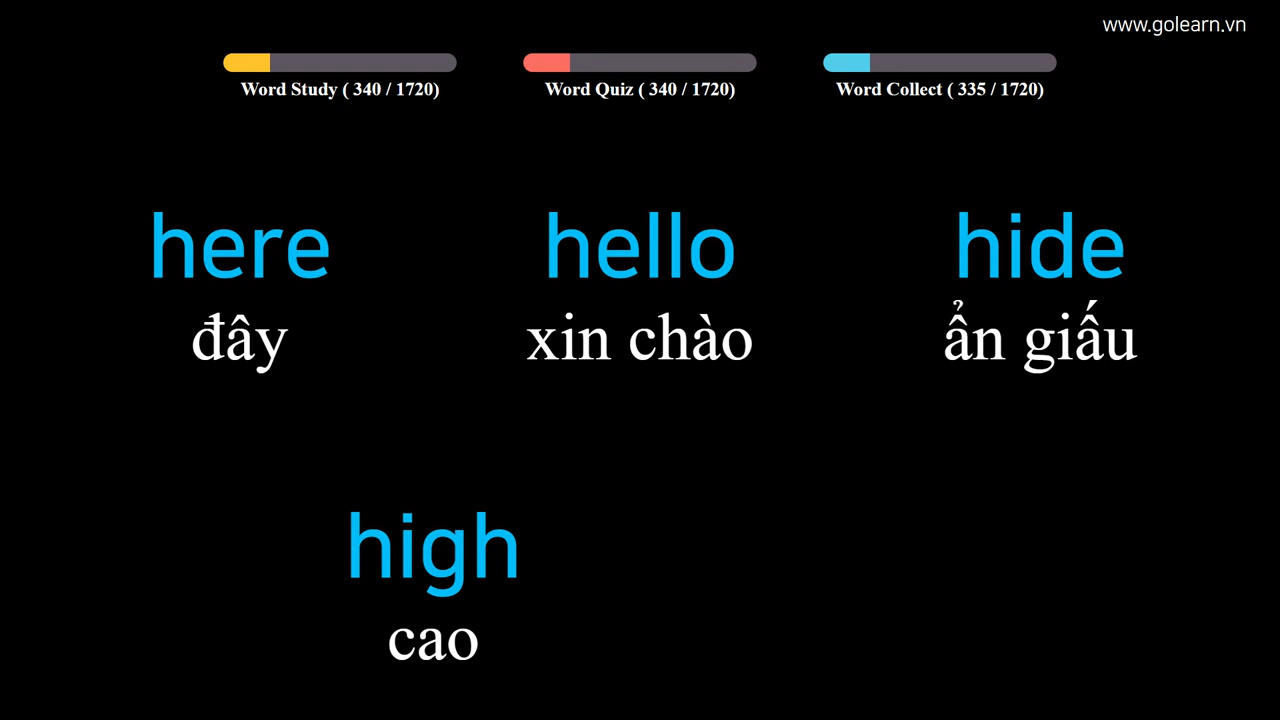 www.golearn.vn
Word Study ( 340 / 1720)
Word Quiz ( 340 / 1720)
Word Collect ( 335 / 1720)
here
hello
hide
đây
xin chào
ẩn giấu
high
cao